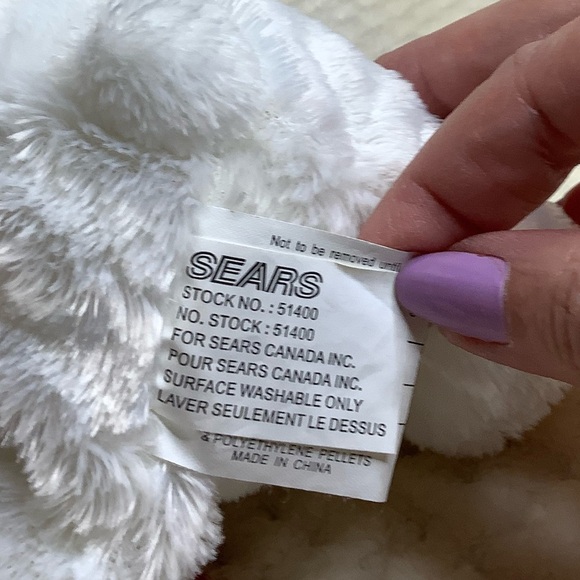 Not to be removed until
SEARS
STOCK NO. : 51400
NO. STOCK : 51400
FOR SEARS CANADA INC.
POUR SEARS CANADA INC.
SURFACE WASHABLE ONLY
LAVER SEULEMENT LE DESSUS
& POLYETHYLENE PELLETS
MADE IN CHINA